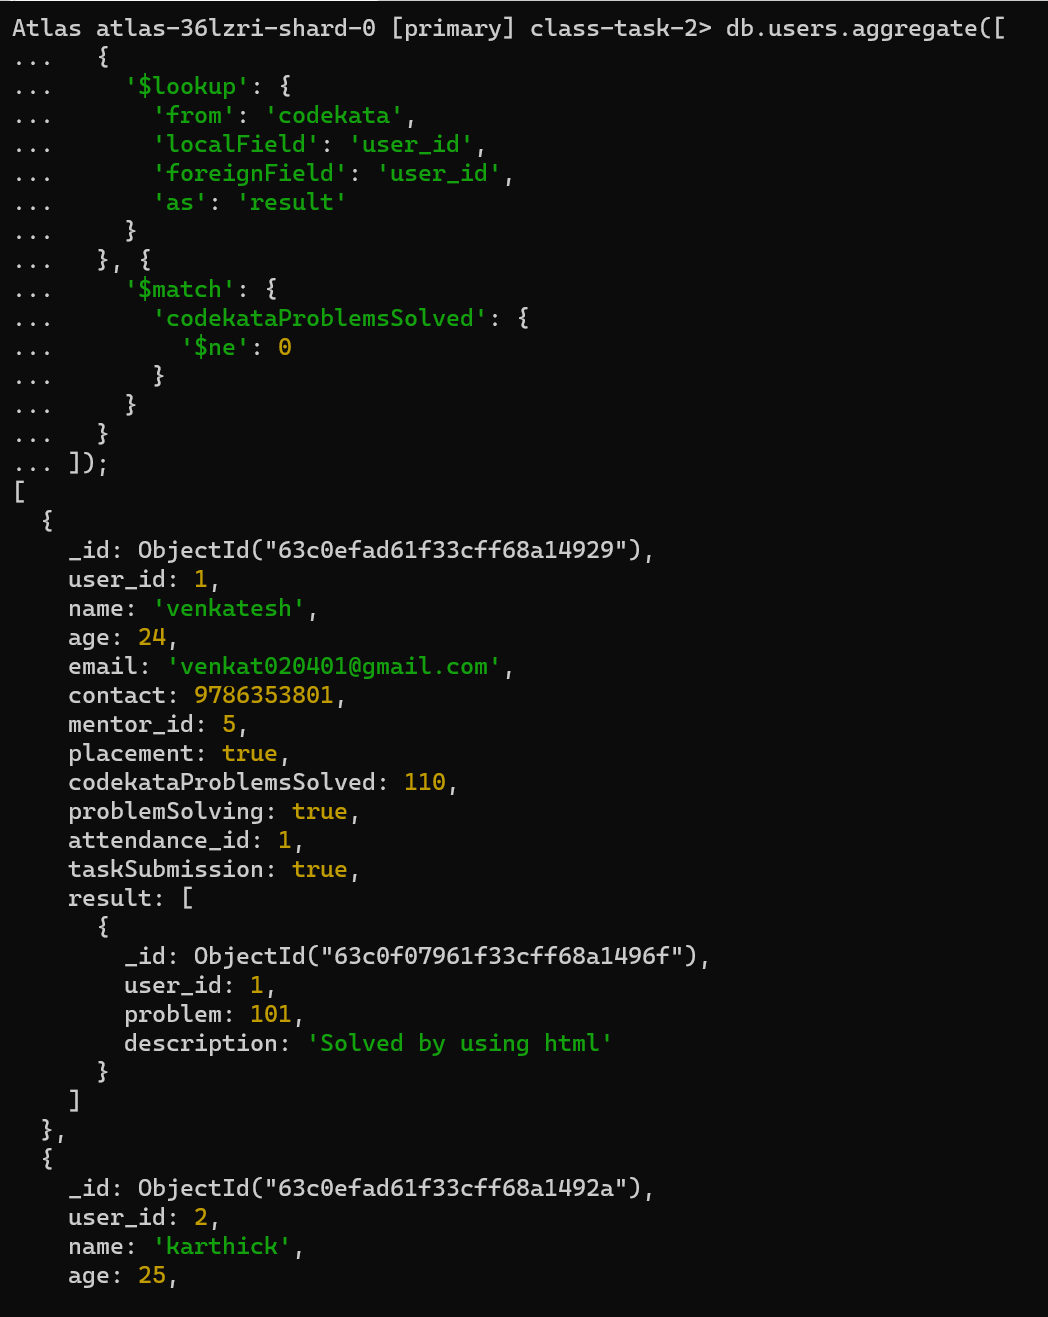 Atlas atlas-36lzri-shard-0 [primary] class-task-2> db.users.aggregate([
...   {
...     '$lookup': {
...       'from': 'codekata',
...       'localField': 'user_id',
...       'foreignField': 'user_id',
...       'as': 'result'
...     }
...   }, {
...     '$match': {
...       'codekataProblemsSolved': {
...         '$ne': 0
...       }
...     }
...   }
... ]);
[
  {
    _id: ObjectId("63c0efad61f33cff68a14929"),
    user_id: 1,
    name: 'venkatesh',
    age: 24,
    email: 'venkat020401@gmail.com',
    contact: 9786353801,
    mentor_id: 5,
    placement: true,
    codekataProblemsSolved: 110,
    problemSolving: true,
    attendance_id: 1,
    taskSubmission: true,
    result: [
      {
        _id: ObjectId("63c0f07961f33cff68a1496f"),
        user_id: 1,
        problem: 101,
        description: 'Solved by using html'
      }
    ]
  },
  {
    _id: ObjectId("63c0efad61f33cff68a1492a"),
    user_id: 2,
    name: 'karthick',
    age: 25,